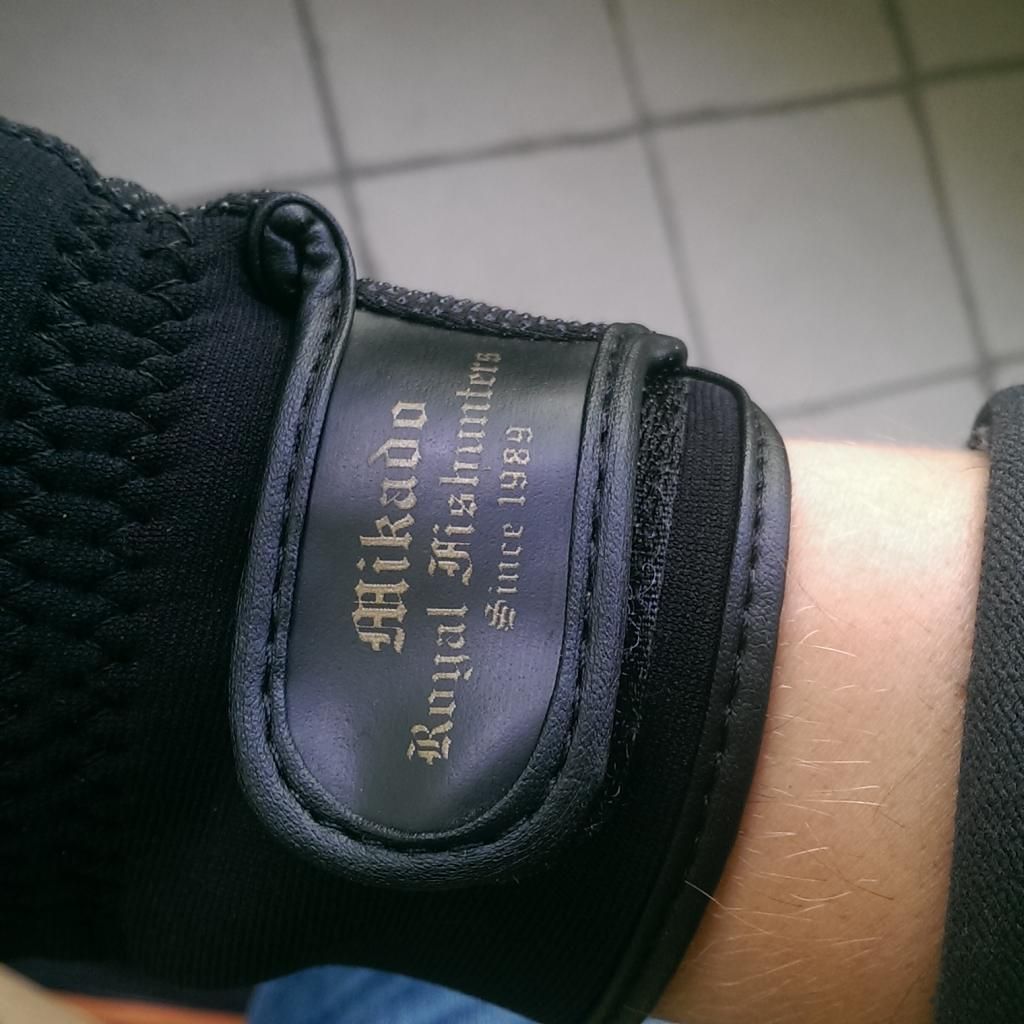 Mikado
Royal Fishunters
Since 1989